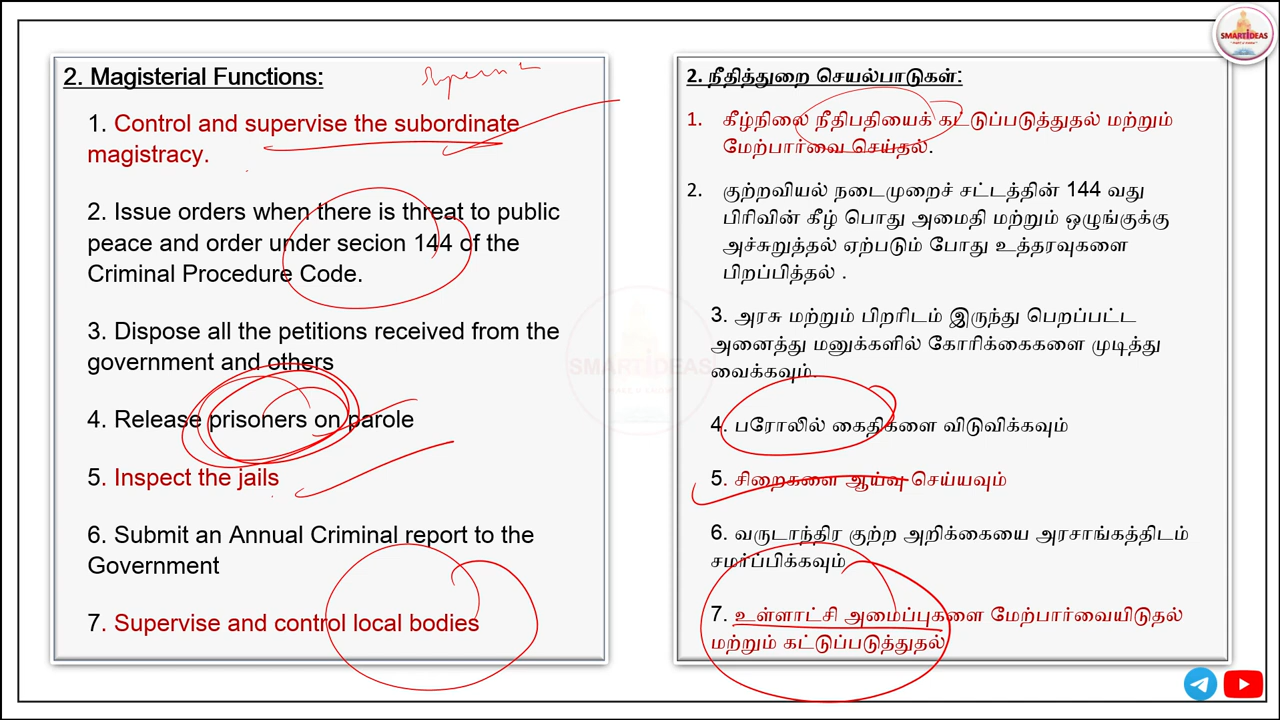 SMARTIDEAS
2. Magisterial Functions:
1. Control and supervise the subordinate
magistracy.
2. Issue orders when there is threat to public
peace and order under secion 144 of the
Criminal Procedure Code.
3. Dispose all the petitions received from the
government and others
4. Release prisoners on parole
5. Inspect the jails
6. Submit an Annual Criminal report to the
Government
7. Supervise and control local bodies
2. நீதித்துறை செயல்பாடுகள்:
1. கீழ்நிலை நீதிபதியைக் கட்டுப்படுத்துதல் மற்றும்
மேற்பார்வை செய்தல்.
2. குற்றவியல் நடைமுறைச் சட்டத்தின் 144 வது
பிரிவின் கீழ் பொது அமைதி மற்றும் ஒழுங்குக்கு
அச்சுறுத்தல் ஏற்படும் போது உத்தரவுகளை
பிறப்பித்தல் .
3. அரசு மற்றும் பிறரிடம் இருந்து பெறப்பட்ட
அனைத்து மனுக்களில் கோரிக்கைகளை முடித்து
வைக்கவும்.
4. பரோலில் கைதிகளை விடுவிக்கவும்
5. சிறைகளை ஆய்வு செய்யவும்
6. வருடாந்திர குற்ற அறிக்கையை அரசாங்கத்திடம்
சமர்ப்பிக்கவும்
7. உள்ளாட்சி அமைப்புகளை மேற்பார்வையிடுதல்
மற்றும் கட்டுப்படுத்துதல்
SMARTIDEAS